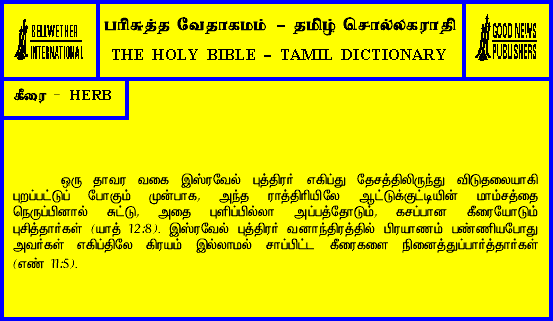 BELLWETHER
INTERNATIONAL
பரிசுத்த வேதாகமம் – தமிழ் சொல்லகராதி
THE HOLY BIBLE – TAMIL DICTIONARY
GOOD NEWS
PUBLISHERS
கீரை - HERB
ஒரு தாவர வகை இஸ்ரவேல் புத்திரர் எகிப்து தேசத்திலிருந்து விடுதலையாகி
புறப்பட்டுப் போகும் முன்பாக, அந்த ராத்திரியிலே ஆட்டுக்குட்டியின் மாம்சத்தை
நெருப்பினால் சுட்டு, அதை புளிப்பில்லா அப்பத்தோடும், கசப்பான கீரையோடும்
புசித்தார்கள் (யாத் 12:8). இஸ்ரவேல் புத்திரர் வனாந்திரத்தில் பிரயாணம் பண்ணியபோது
அவர்கள் எகிப்திலே கிரயம் இல்லாமல் சாப்பிட்ட கீரைகளை நினைத்துப்பார்த்தார்கள்
(எண் 11:5).